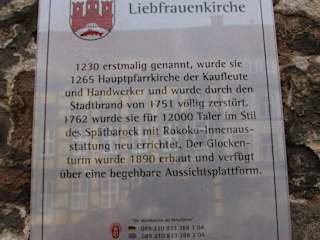 Liebfrauenkirche
1230 erstmalig genannt, wurde sie
1265 Hauptpfarrkirche der Kaufleute
und Handwerker und wurde durch den
Stadtbrand von 1751 völlig zerstört.
1762 wurde sie für 12000 Taler im Stil
des Spätbarock mit Rokoko-Innenaus-
stattung neu errichtet. Der Glocken-
turm wurde 1890 erbaut und verfügt
über eine begehbare Aussichtsplattform.